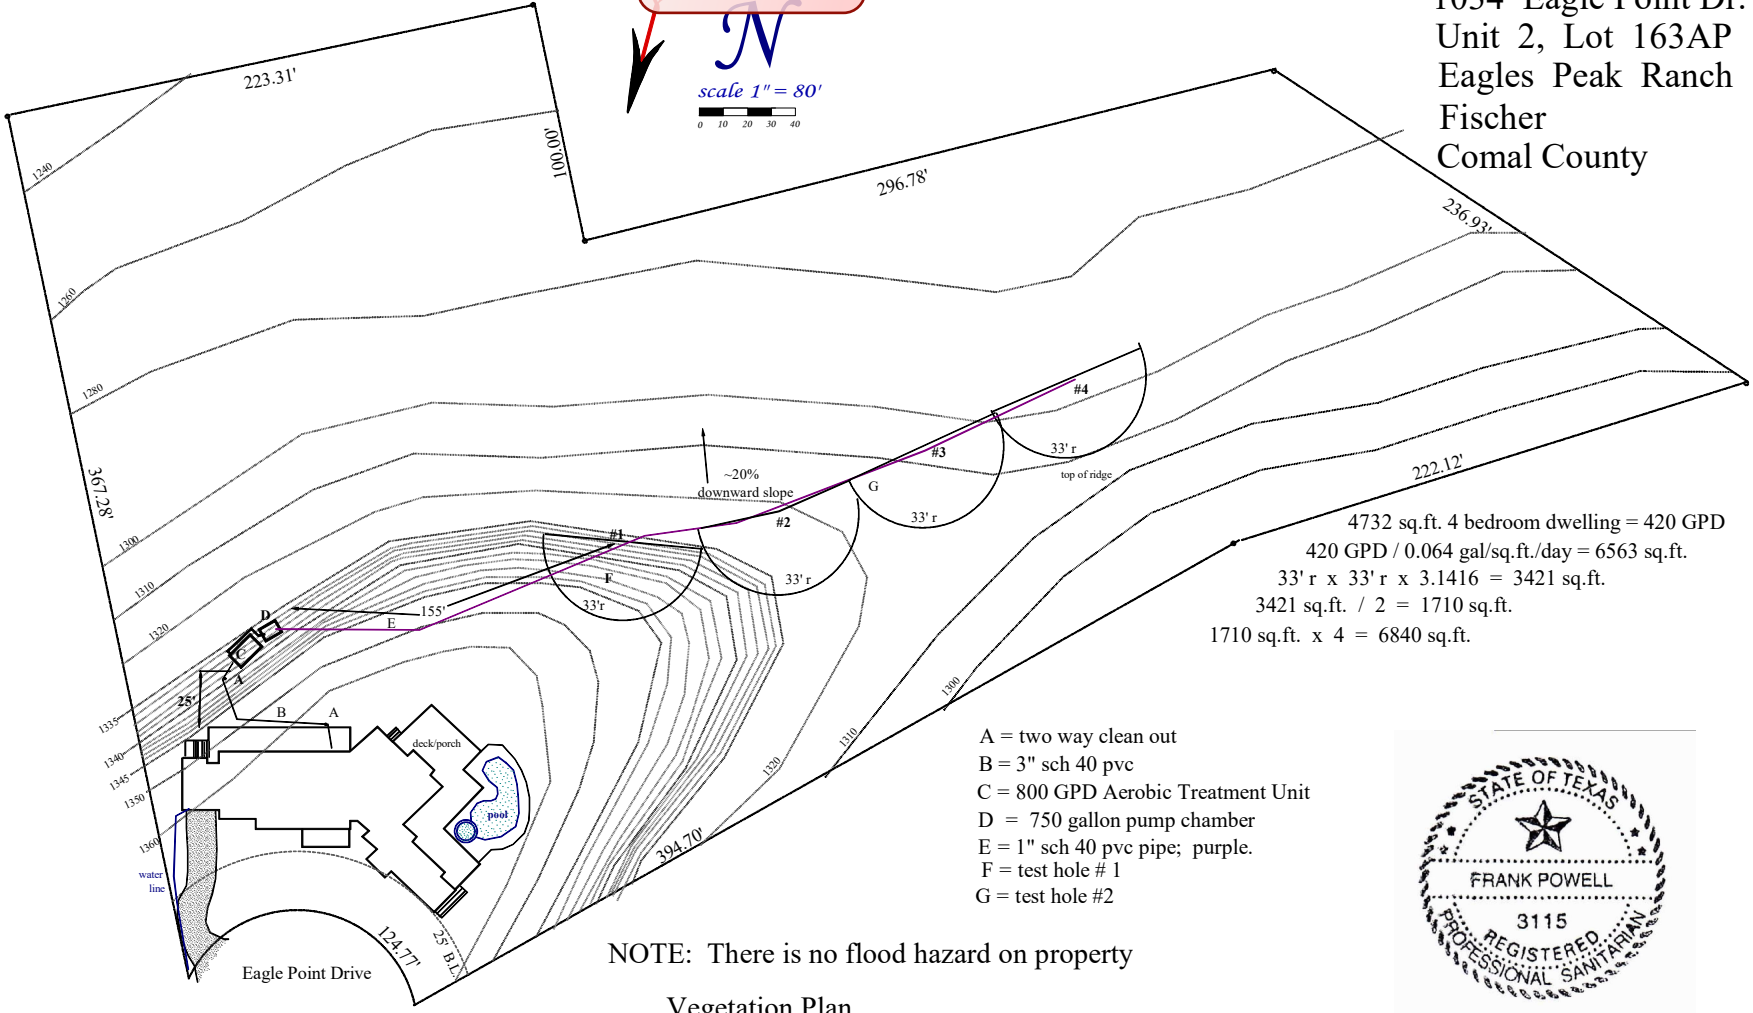 N
scale 1" = 80'
0 10 20 30 40
Eagle Point Dr.
Unit 2, Lot 163AP
Eagles Peak Ranch
Fischer
Comal County
223.31'
100.00'
296.78'
236.93'
222.12'
367.28'
394.70'
124.77'
1240
1260
1280
1300
1310
1320
1335
1340
1345
1350
1360
1300
1310
1320
#1
#2
#3
#4
33'r
33' r
33' r
33' r
top of ridge
~20%
downward slope
F
G
D
C
A
E
155'
25'
B
A
deck/porch
pool
water
line
25' B.L.
Eagle Point Drive
4732 sq.ft. 4 bedroom dwelling = 420 GPD
420 GPD / 0.064 gal/sq.ft./day = 6563 sq.ft.
33' r x 33' r x 3.1416 = 3421 sq.ft.
3421 sq.ft. / 2 = 1710 sq.ft.
1710 sq.ft. x 4 = 6840 sq.ft.
A = two way clean out
B = 3" sch 40 pvc
C = 800 GPD Aerobic Treatment Unit
D = 750 gallon pump chamber
E = 1" sch 40 pvc pipe; purple.
F = test hole # 1
G = test hole #2
NOTE: There is no flood hazard on property
Vegetation Plan
STATE OF TEXAS
FRANK POWELL
3115
REGISTERED
PROFESSIONAL SANITARIAN